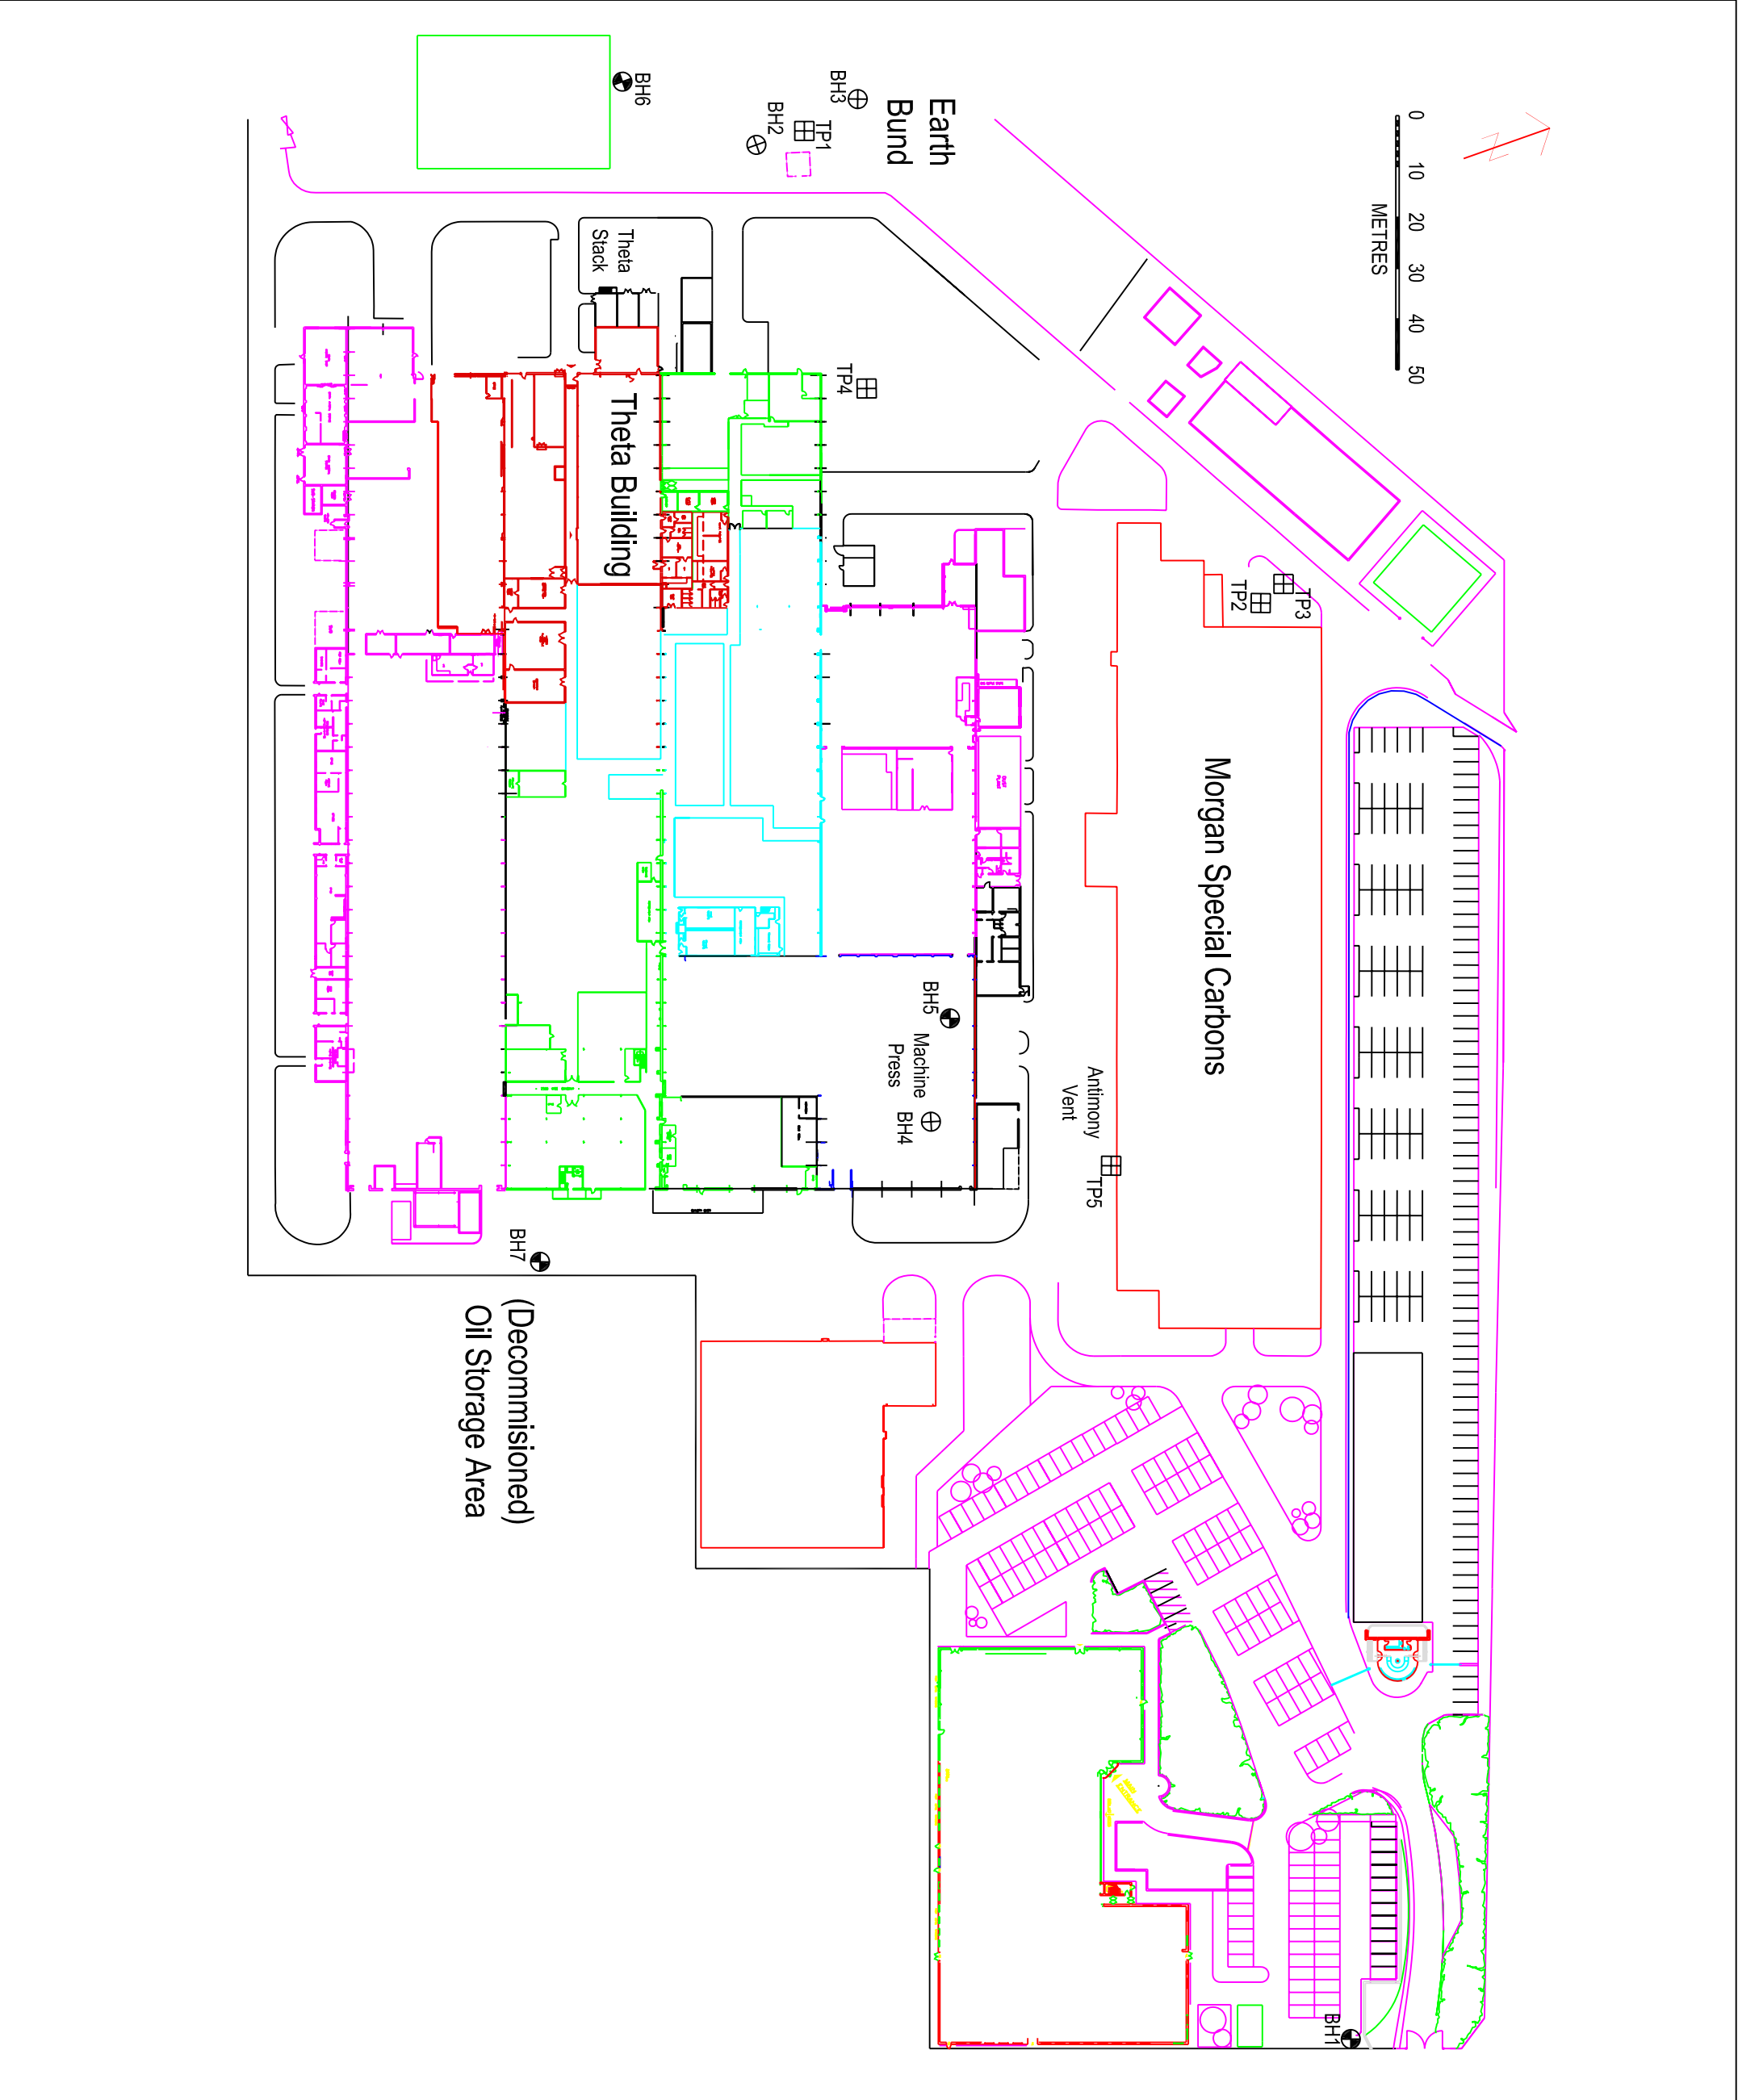 0 10 20 30 40 50
METRES
Earth
Bund
BH6
BH3
TP1
BH2
Theta
Stack
TP4
Theta Building
TP3
TP2
Morgan Special Carbons
BH5
Machine
Press
BH4
Antimony
Vent
TP5
BH7
(Decommisioned)
Oil Storage Area
BH1